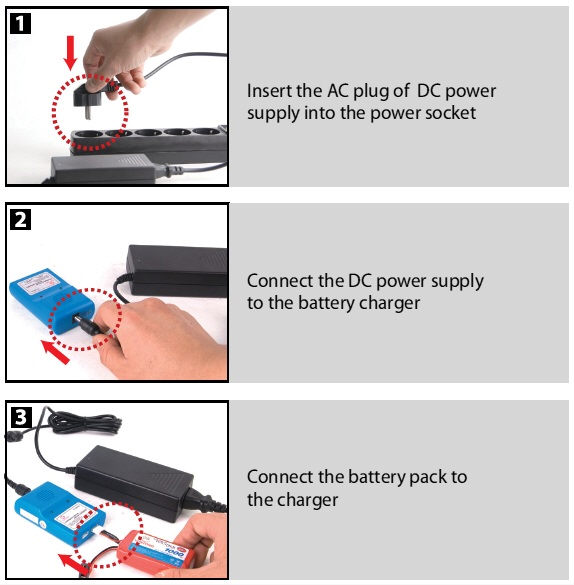 1
Insert the AC plug of DC power
supply into the power socket
2
Connect the DC power supply
to the battery charger
3
Connect the battery pack to
the charger